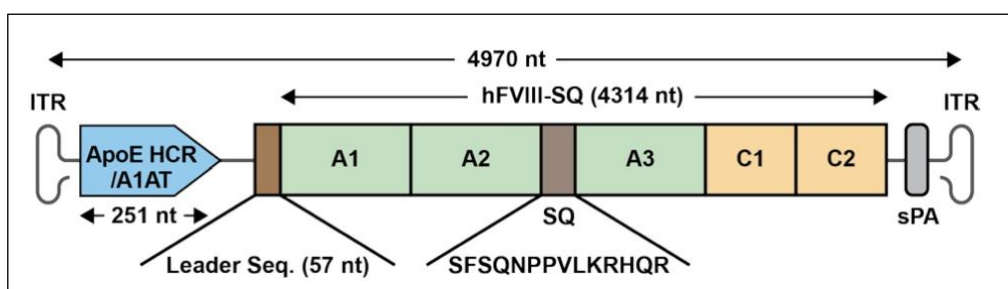 4970 nt
hFVIII-SQ (4314 nt)
ITR
ITR
ApoE HCR
/A1AT
A1
A2
A3
C1
C2
251 nt
SQ
sPA
Leader Seq. (57 nt)
SFSQNPPVLKRHQR